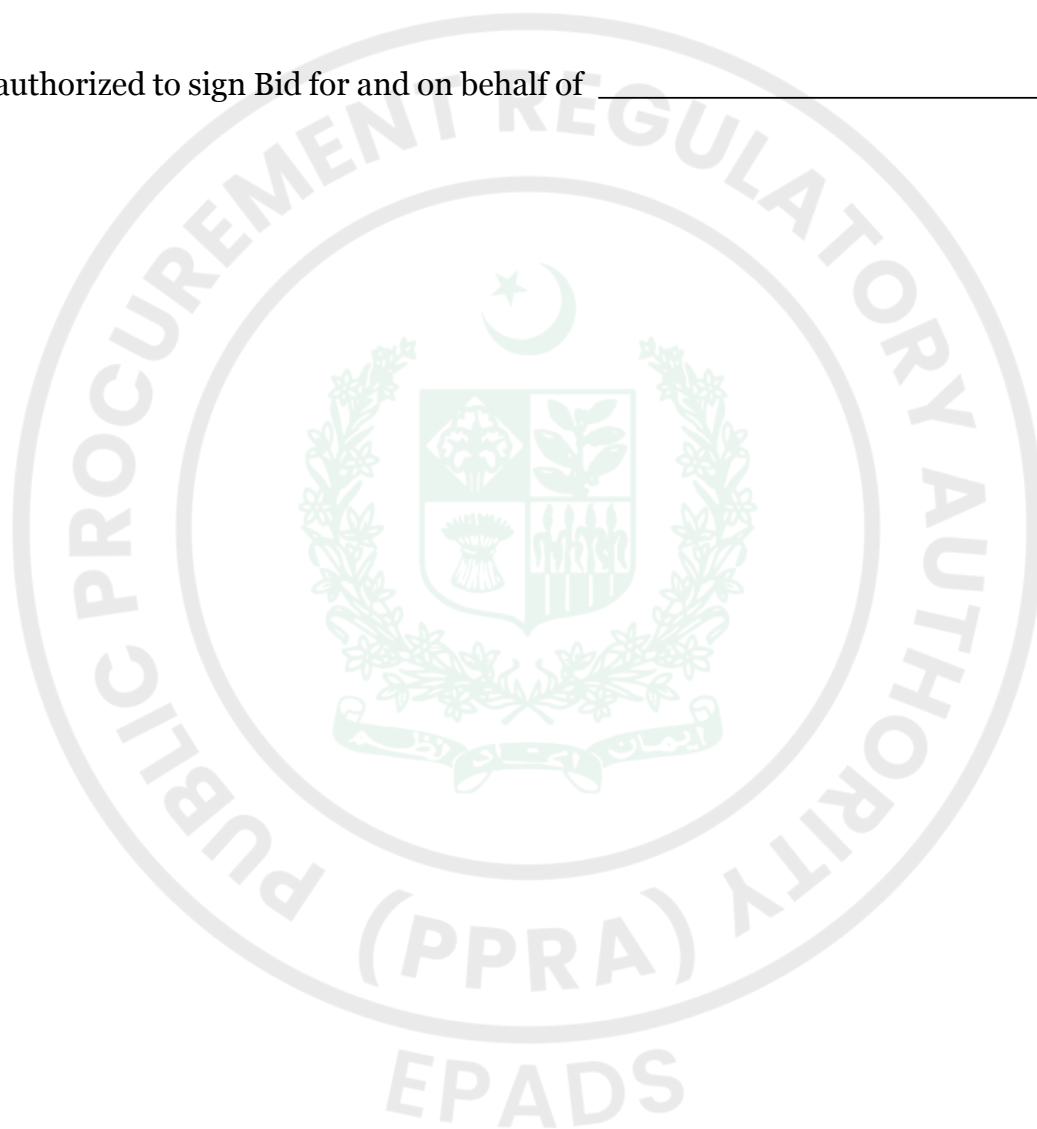 authorized to sign Bid for and on behalf of
PUBLIC PROCUREMENT REGULATORY AUTHORITY
(PPRA)
EPADS